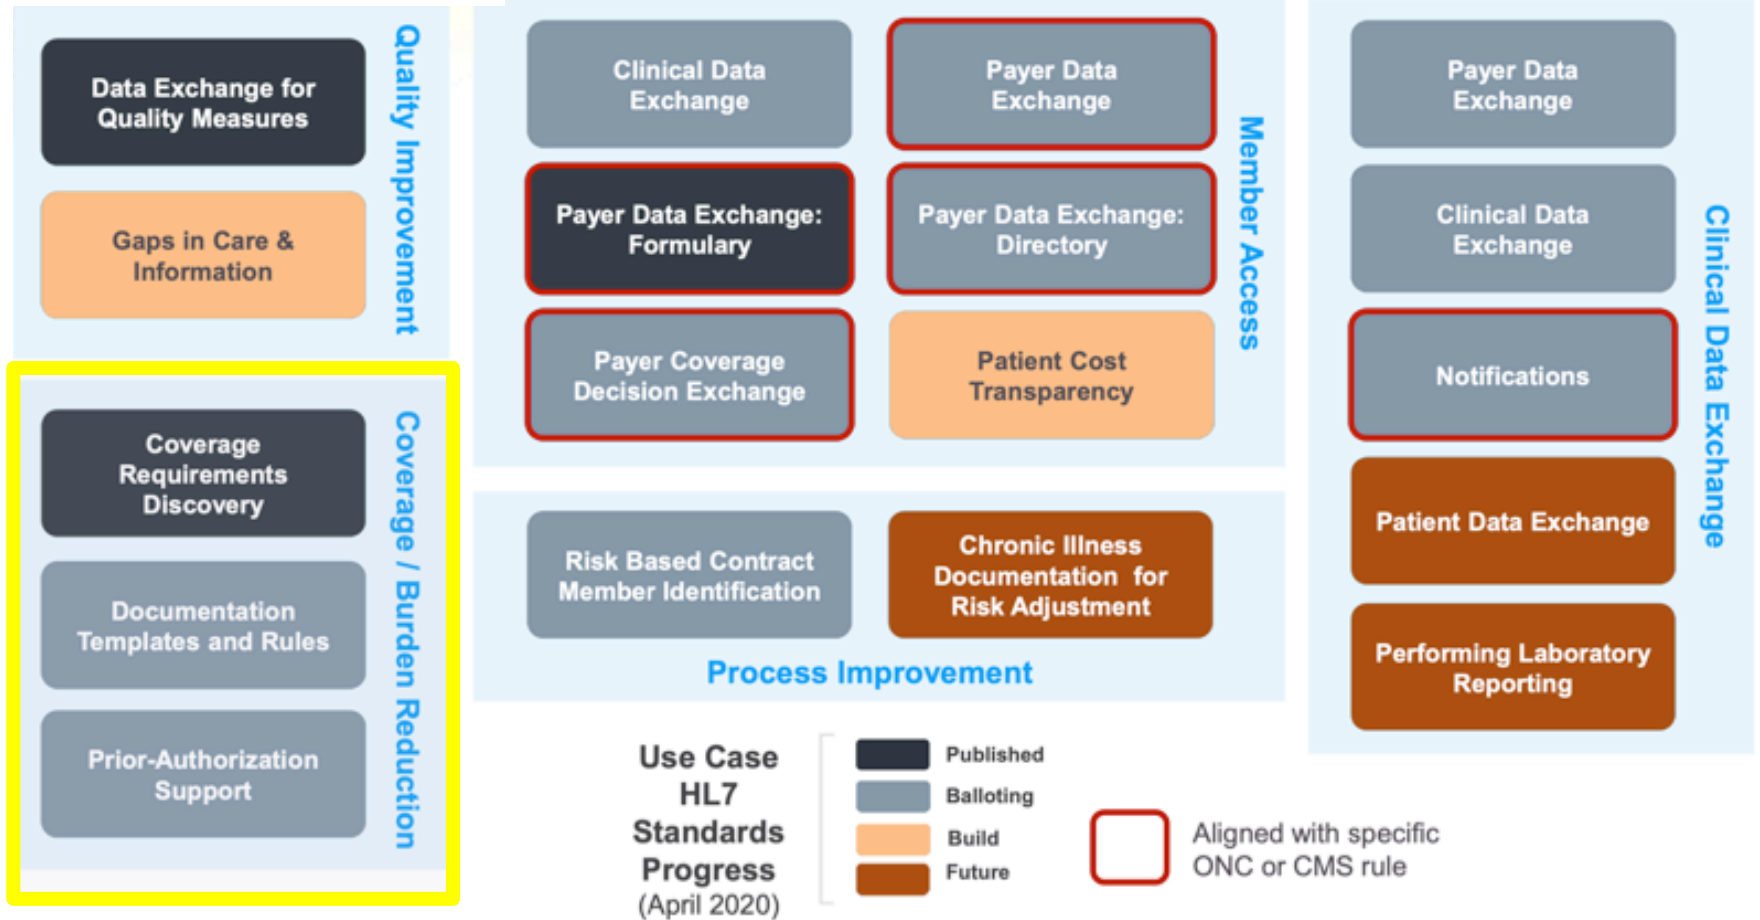 Quality Improvement
Data Exchange for
Quality Measures
Gaps in Care &
Information
Coverage / Burden Reduction
Coverage
Requirements
Discovery
Documentation
Templates and Rules
Prior-Authorization
Support
Member Access
Clinical Data
Exchange
Payer Data
Exchange
Payer Data Exchange:
Formulary
Payer Data Exchange:
Directory
Payer Coverage
Decision Exchange
Patient Cost
Transparency
Risk Based Contract
Member Identification
Chronic Illness
Documentation for
Risk Adjustment
Process Improvement
Clinical Data Exchange
Payer Data
Exchange
Clinical Data
Exchange
Notifications
Patient Data Exchange
Performing Laboratory
Reporting
Use Case
HL7
Standards
Progress
(April 2020)
Published
Balloting
Build
Future
Aligned with specific
ONC or CMS rule